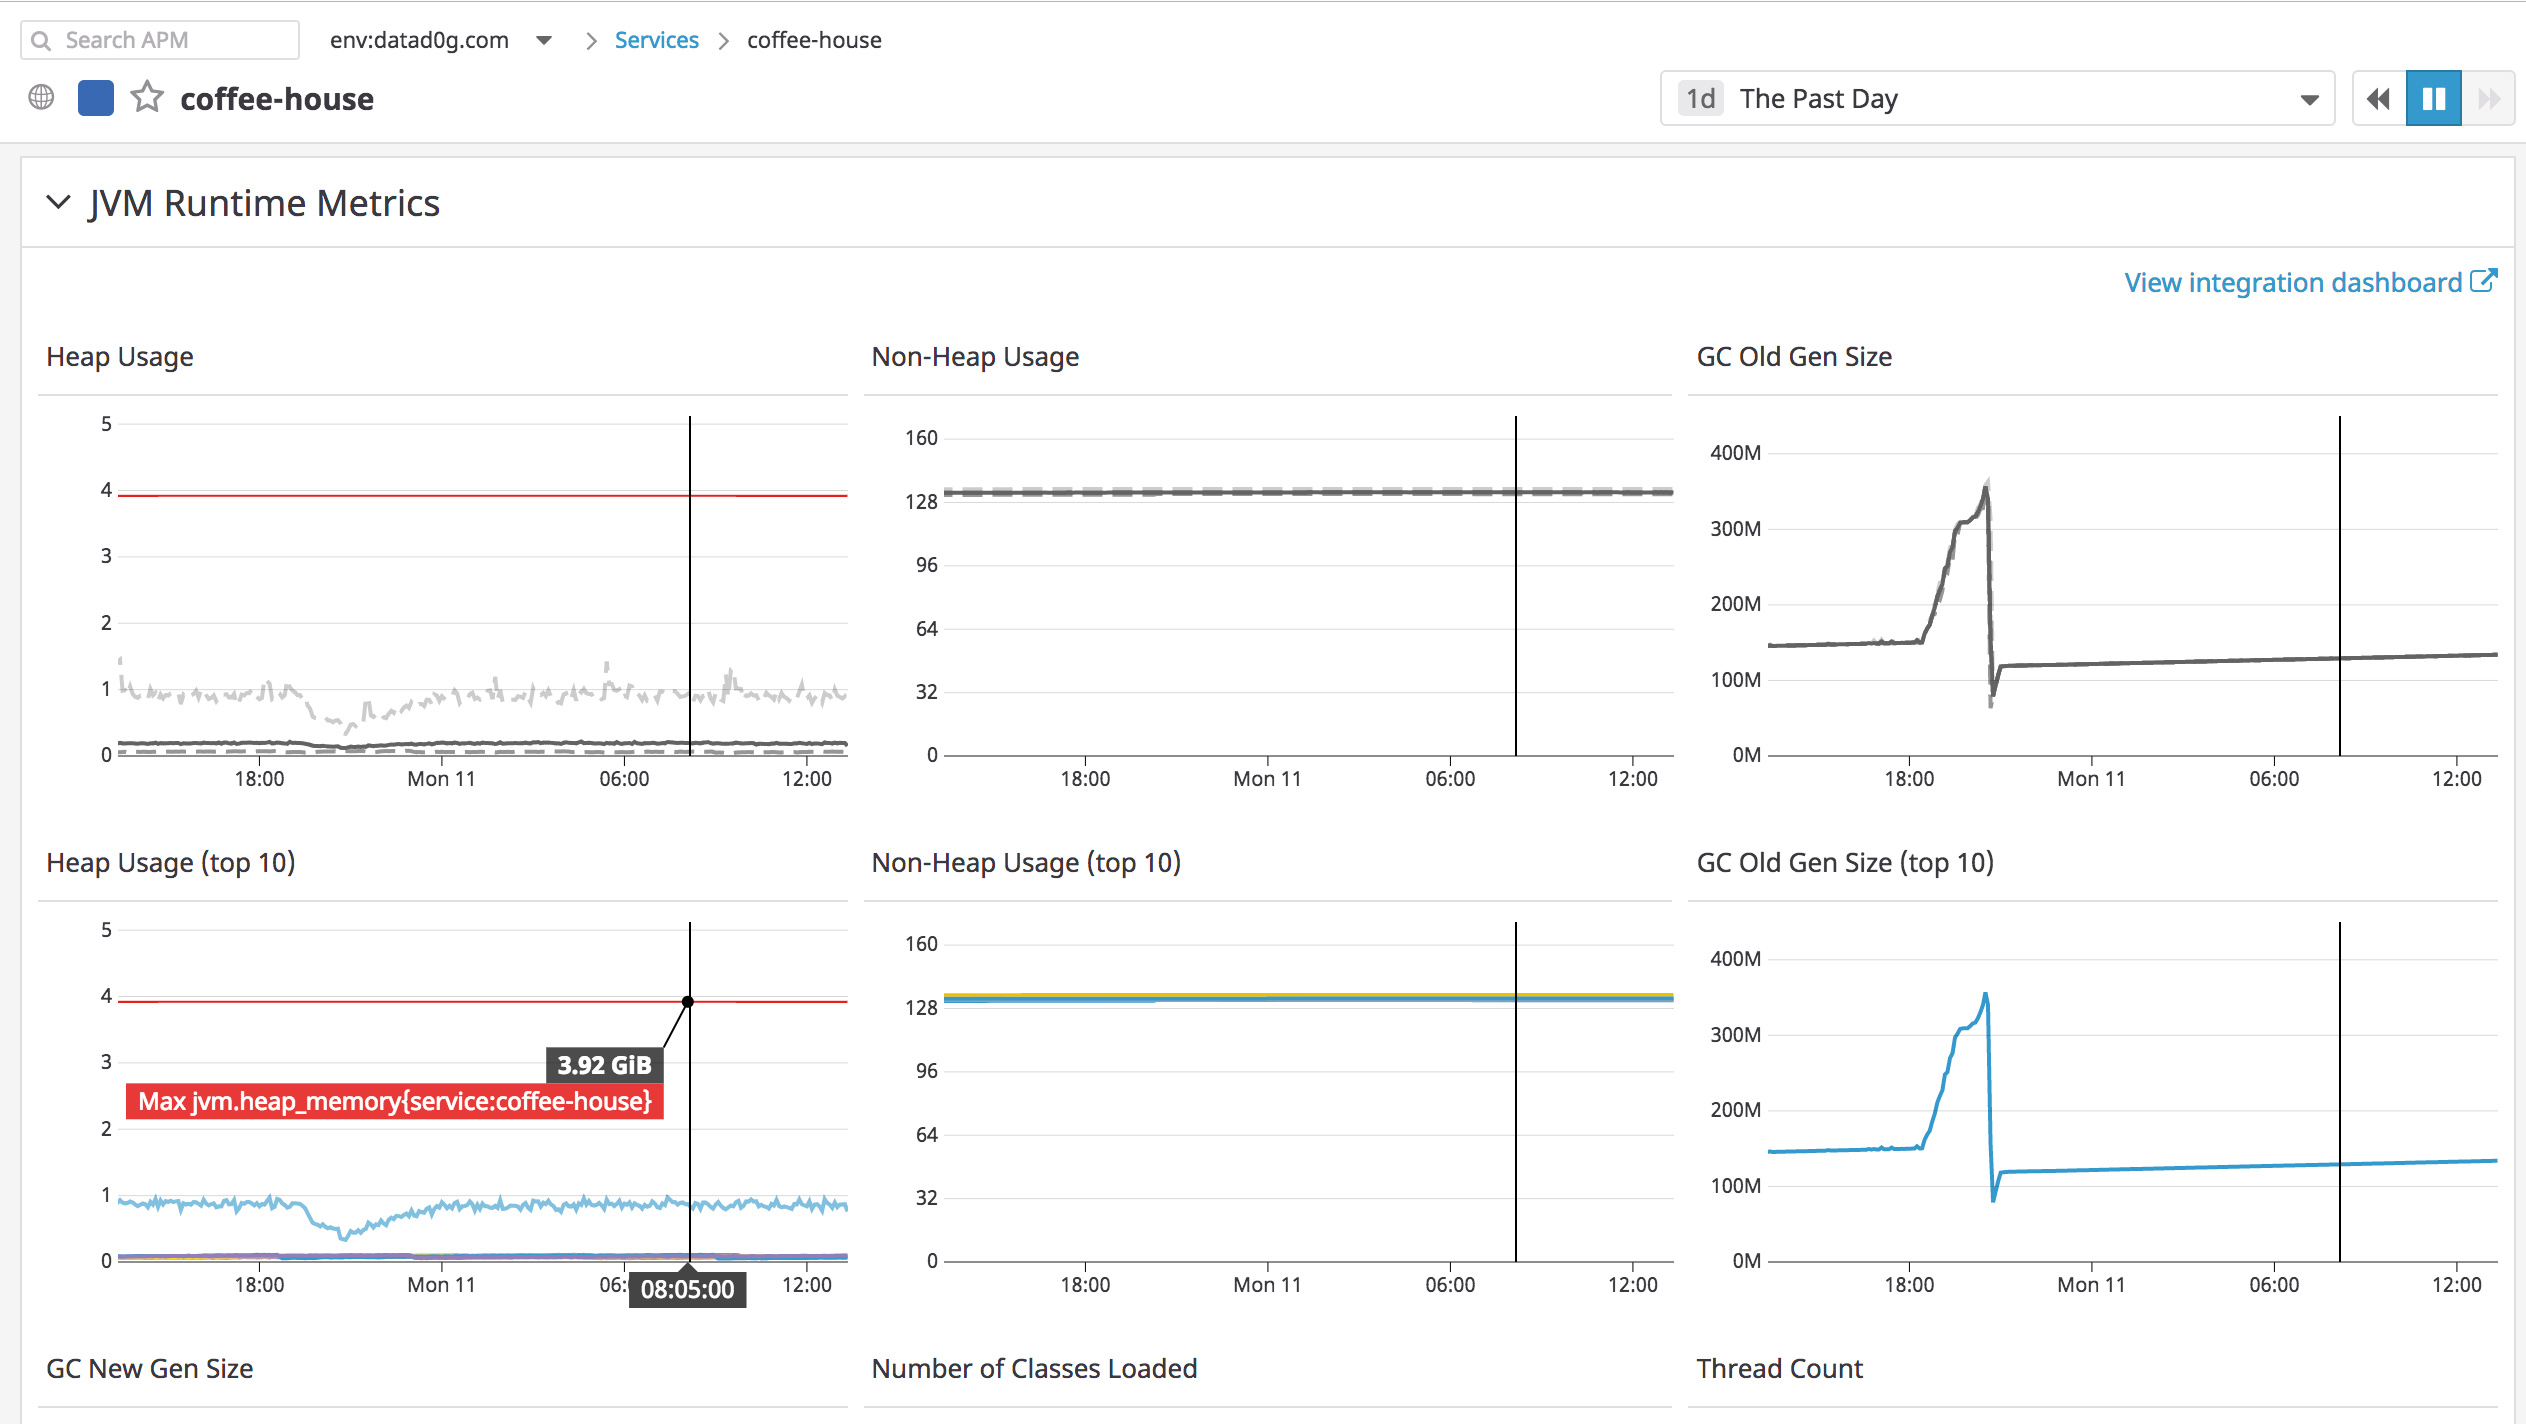 Search APM env:datad0g.com Services coffee-house
coffee-house 1d The Past Day
JVM Runtime Metrics
View integration dashboard
Heap Usage
5
4
3
2
1
0
18:00 Mon 11 06:00 12:00
Non-Heap Usage
160
128
96
64
32
0
18:00 Mon 11 06:00 12:00
GC Old Gen Size
400M
300M
200M
100M
0M
18:00 Mon 11 06:00 12:00
Heap Usage (top 10)
5
4
3
3.92 GiB
Max jvm.heap_memory{service:coffee-house}
2
1
0
18:00 Mon 11 06: 08:05:00 12:00
Non-Heap Usage (top 10)
160
128
96
64
32
0
18:00 Mon 11 06:00 12:00
GC Old Gen Size (top 10)
400M
300M
200M
100M
0M
18:00 Mon 11 06:00 12:00
GC New Gen Size
Number of Classes Loaded
Thread Count